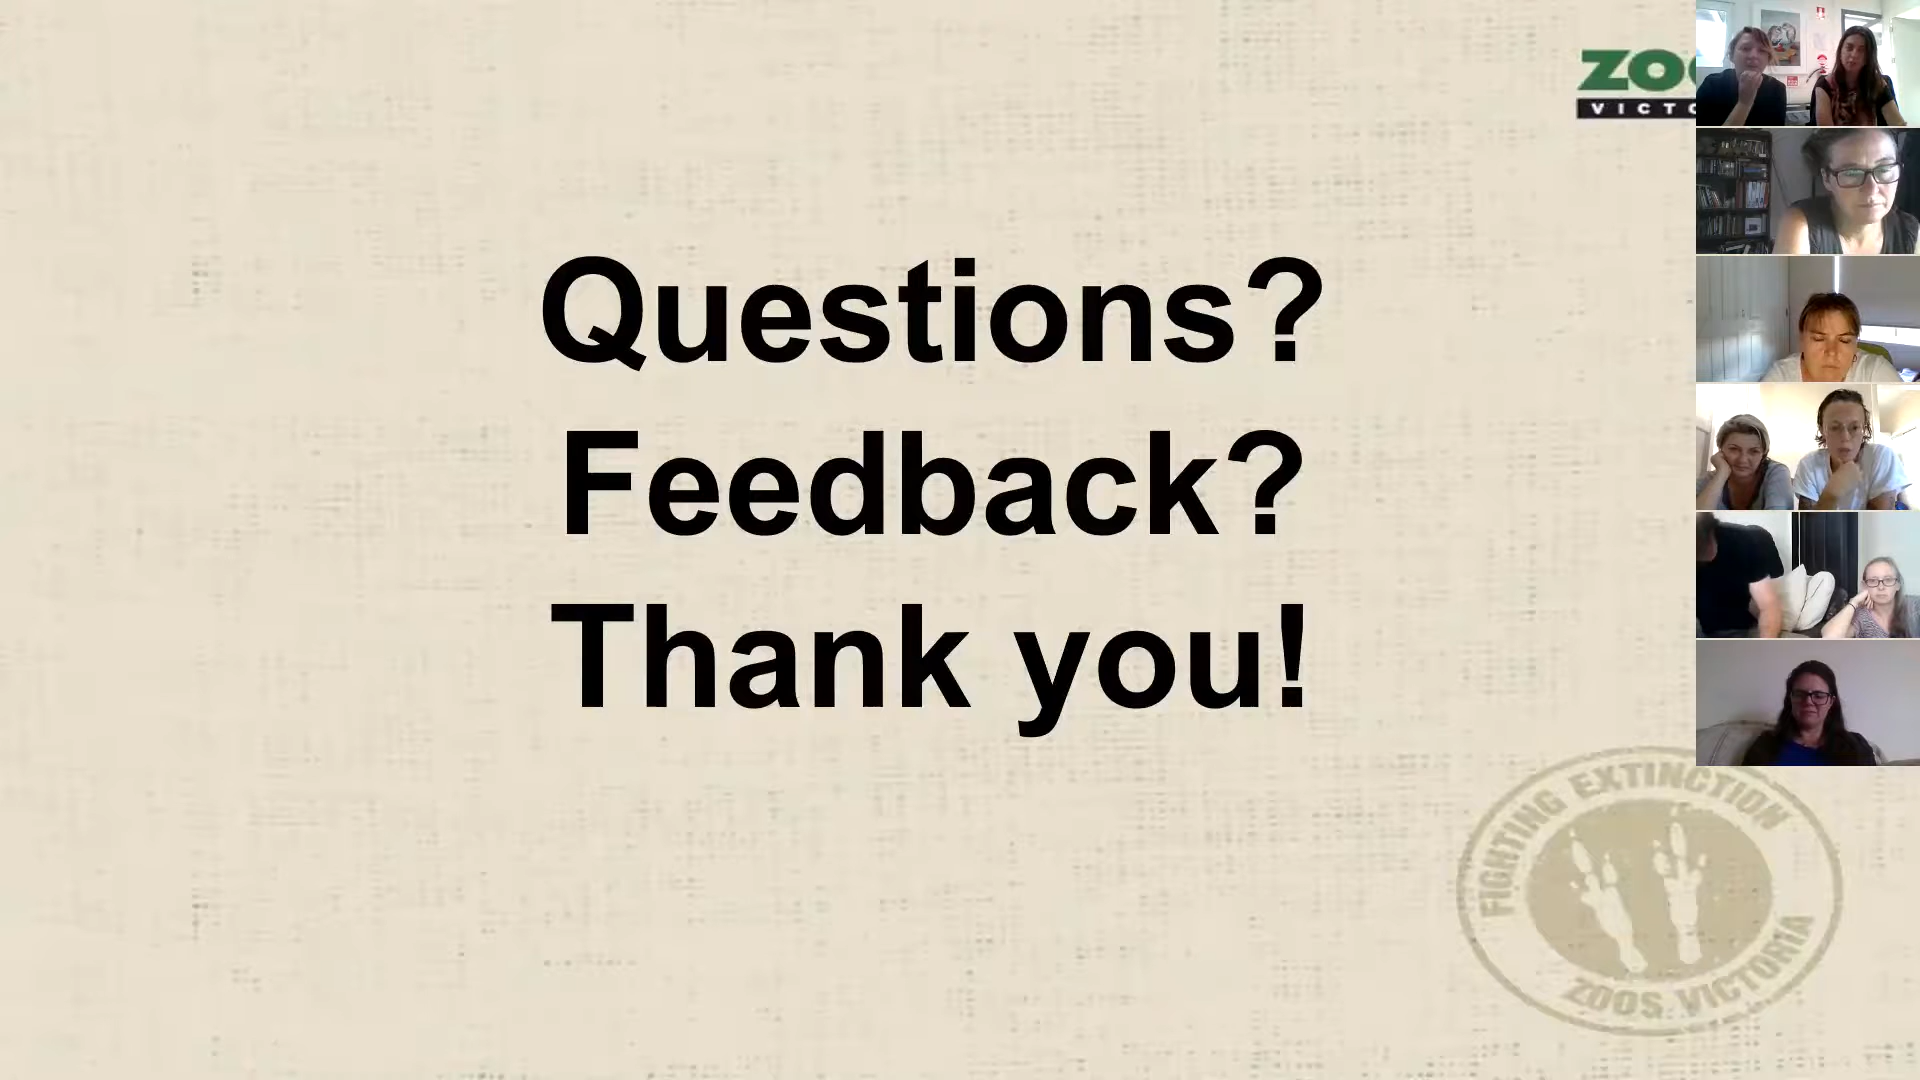 Questions?
Feedback?
Thank you!
FIGHTING EXTINCTION
ZOOS VICTORIA